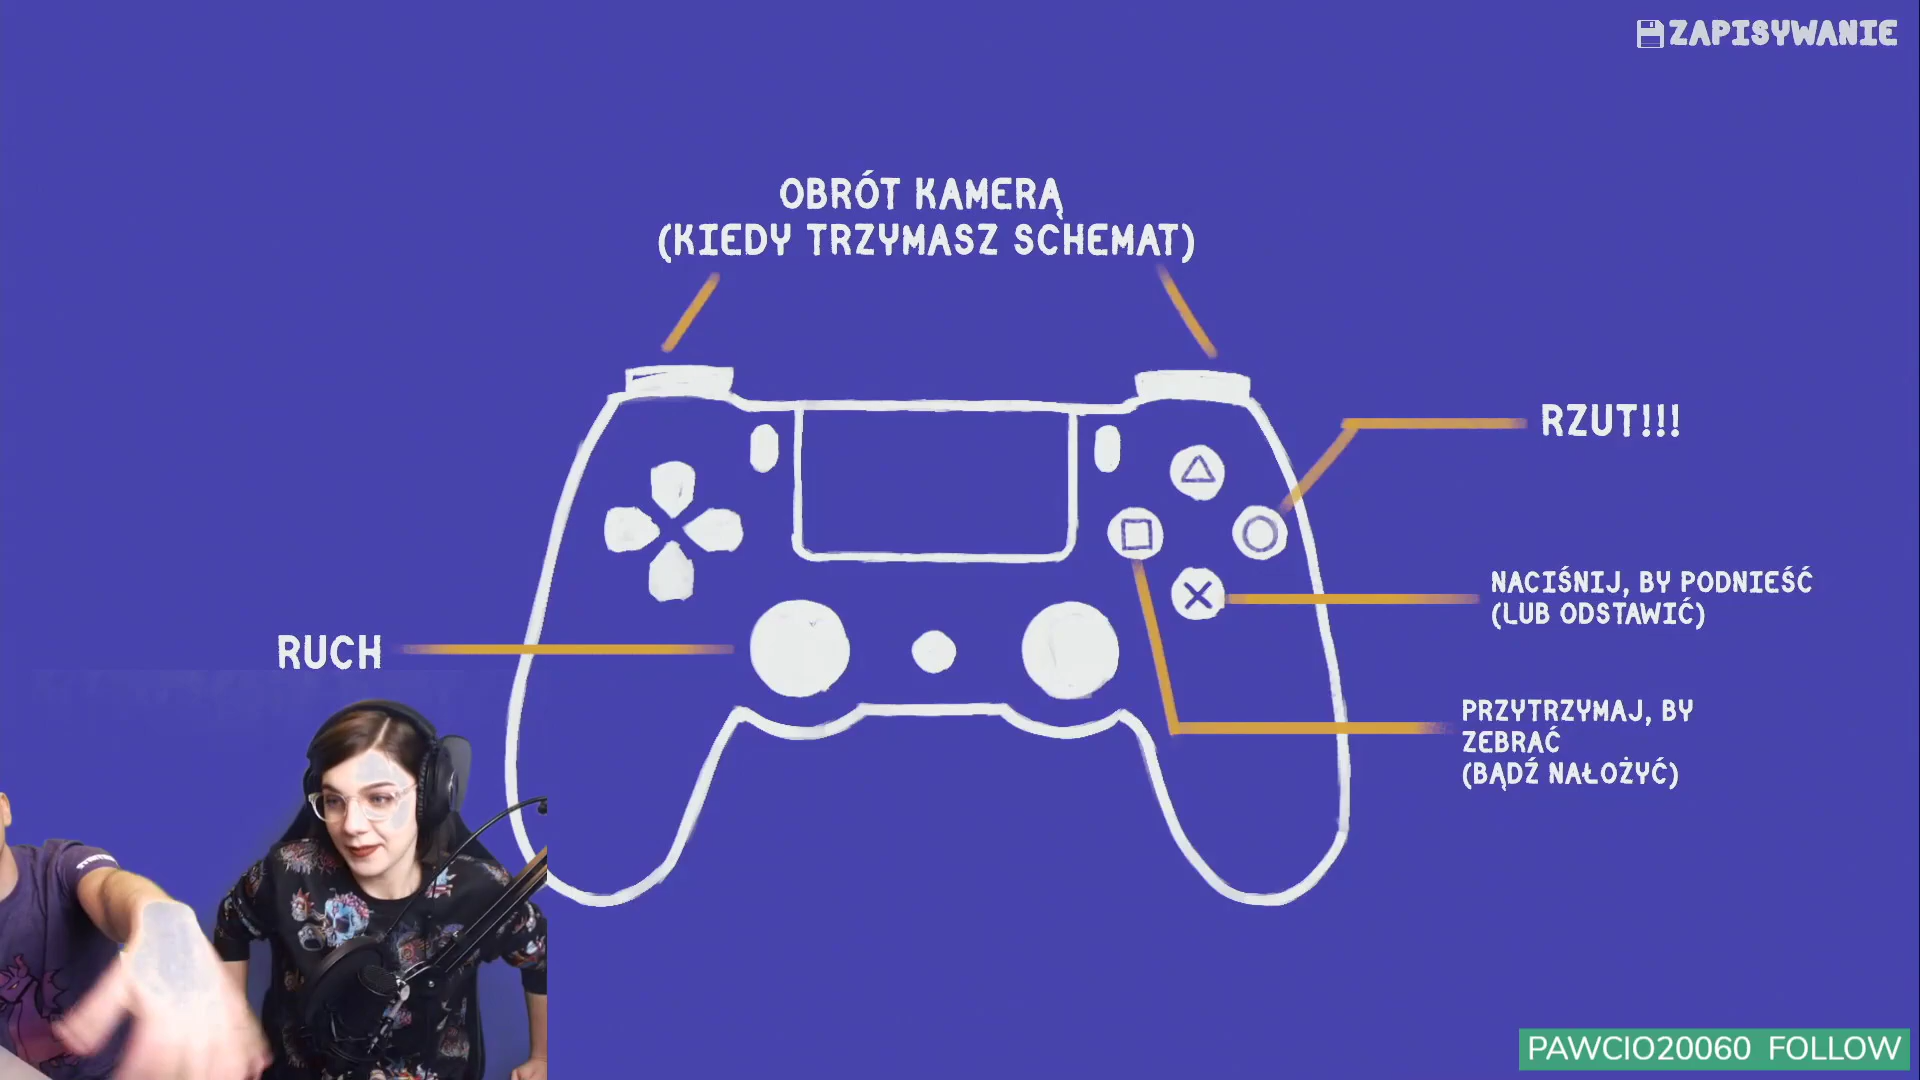 ZAPISYWANIE
OBRÓT KAMERĄ
(KIEDY TRZYMASZ SCHEMAT)
RZUT!!!
NACIŚNIJ, BY PODNIEŚĆ
(LUB ODSTAWIĆ)
RUCH
PRZYTRZYMAJ, BY
ZEBRAĆ
(BĄDŹ NAŁOŻYĆ)
PAWCIO20060 FOLLOW